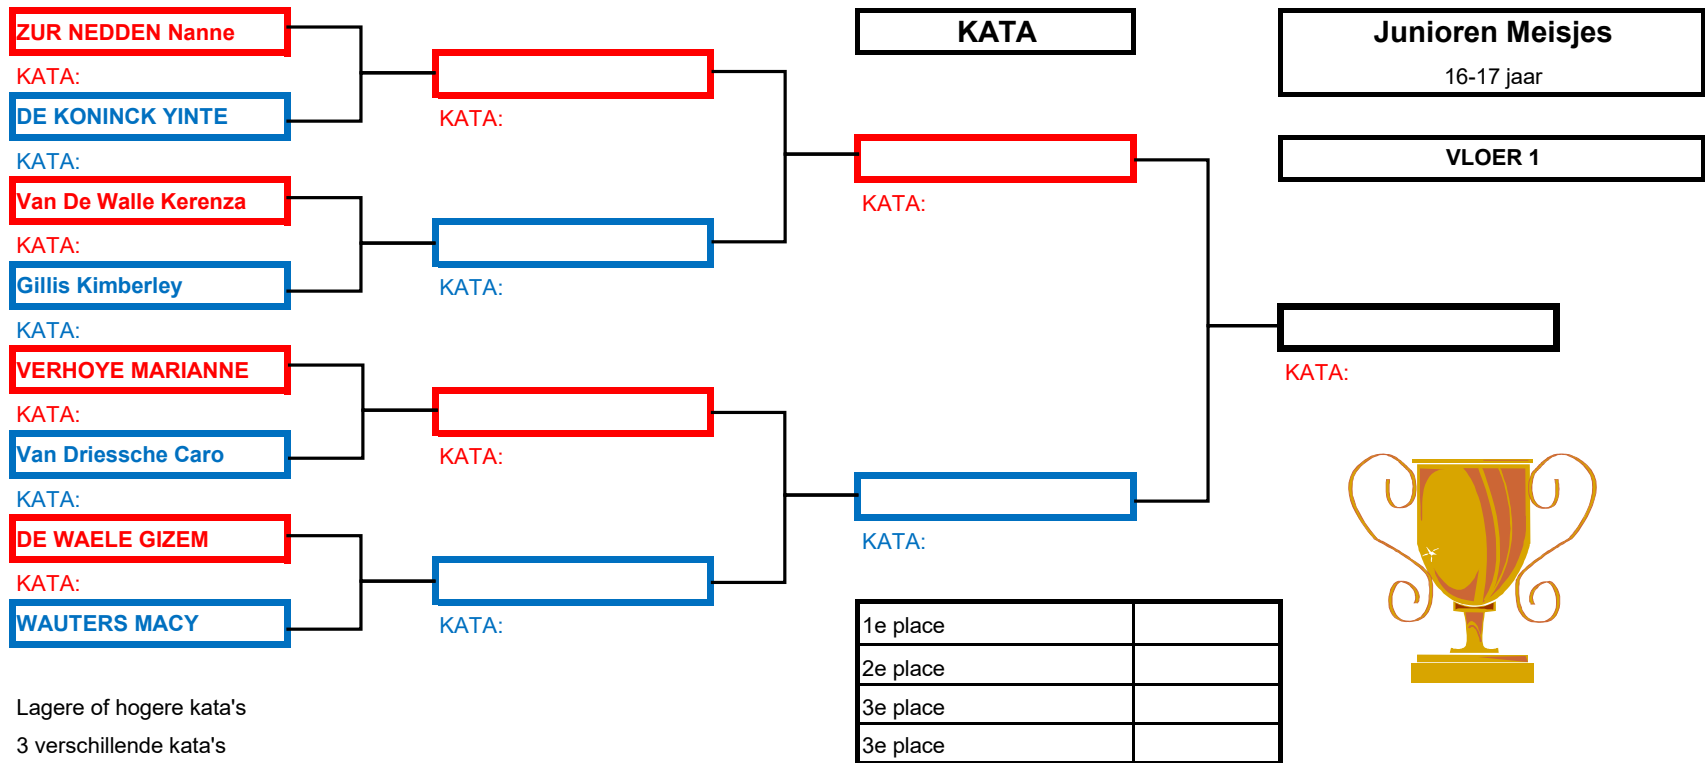 ZUR NEDDEN Nanne
KATA:
DE KONINCK YINTE
KATA:
Van De Walle Kerenza
KATA:
Gillis Kimberley
KATA:
VERHOYE MARIANNE
KATA:
Van Driessche Caro
KATA:
DE WAELE GIZEM
KATA:
WAUTERS MACY
Lagere of hogere kata's
3 verschillende kata's
KATA:
KATA:
KATA:
KATA:
KATA
KATA:
KATA:
1e place
2e place
3e place
3e place
Junioren Meisjes
16-17 jaar
VLOER 1
KATA: